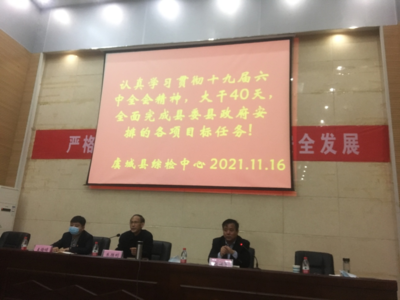 认真学习贯彻十九届六
中全会精神，大干40天，
全面完成县委县政府安
排的各项目标任务！
虞城县综检中心 2021.11.16
严格
全发展